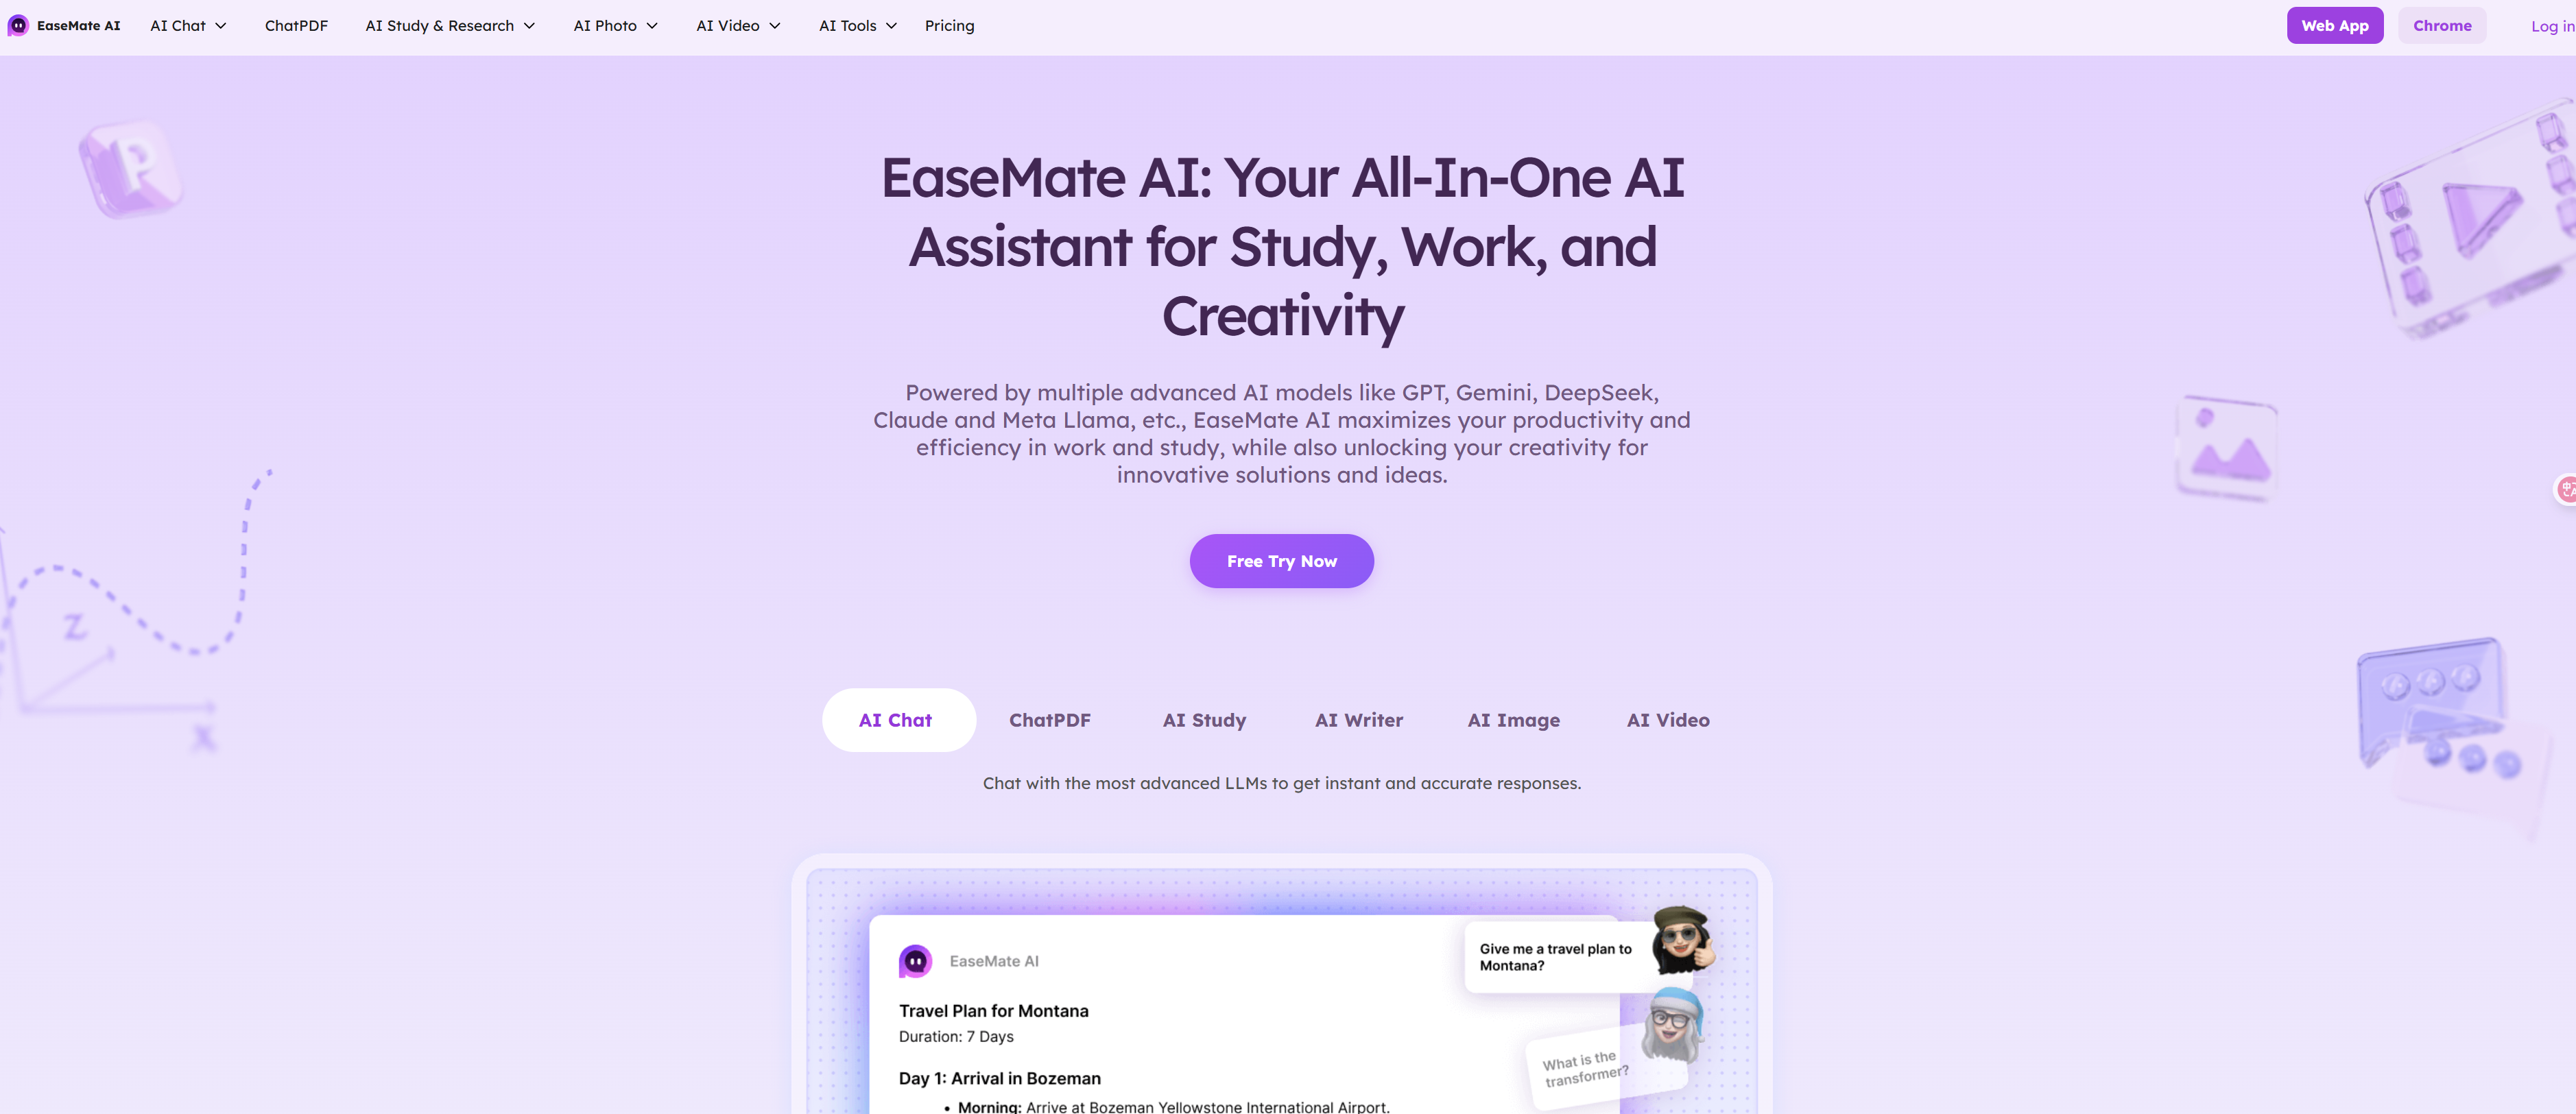 EaseMate AI
AI Chat
ChatPDF
AI Study & Research
AI Photo
AI Video
AI Tools
Pricing
Web App
Chrome
Log in
P
EaseMate AI: Your All-In-One AI
Assistant for Study, Work, and
Creativity
Powered by multiple advanced AI models like GPT, Gemini, DeepSeek,
Claude and Meta Llama, etc., EaseMate AI maximizes your productivity and
efficiency in work and study, while also unlocking your creativity for
innovative solutions and ideas.
Free Try Now
Z
X
AI Chat
ChatPDF
AI Study
AI Writer
AI Image
AI Video
Chat with the most advanced LLMs to get instant and accurate responses.
EaseMate AI
Give me a travel plan to
Montana?
What is the
transformer?
Travel Plan for Montana
Duration: 7 Days
Day 1: Arrival in Bozeman
• Morning: Arrive at Bozeman Yellowstone International Airport.